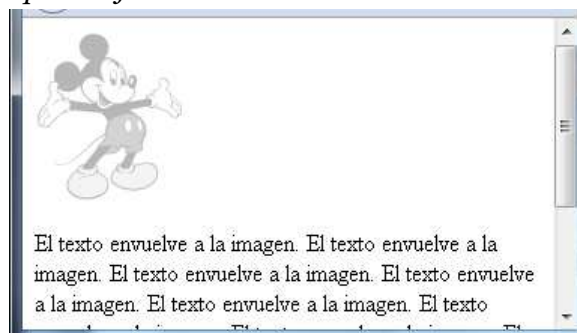 El texto envuelve a la imagen. El texto envuelve a la
imagen. El texto envuelve a la imagen. El texto envuelve
a la imagen. El texto envuelve a la imagen. El texto